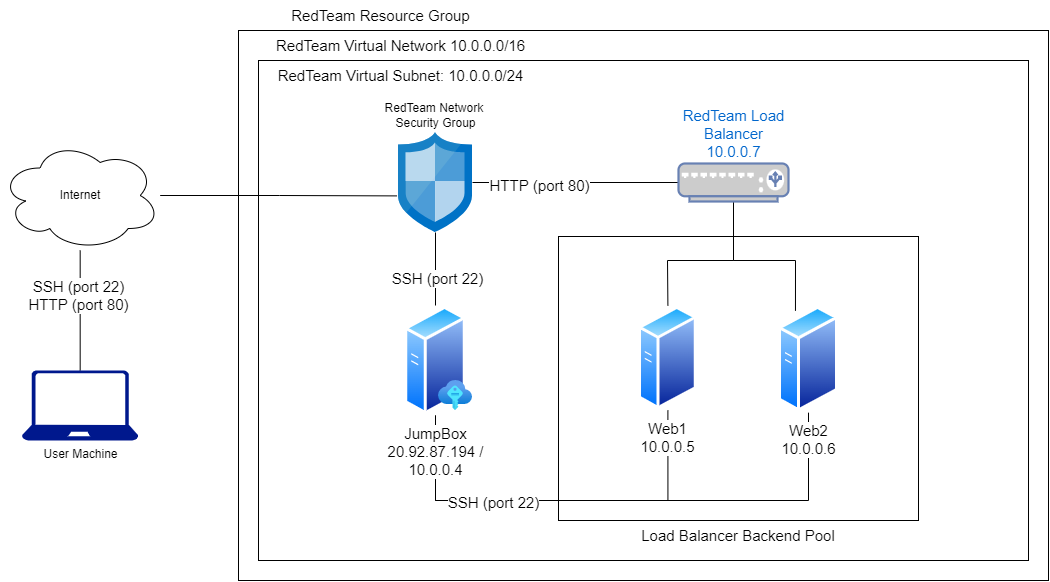 RedTeam Resource Group
RedTeam Virtual Network 10.0.0.0/16
RedTeam Virtual Subnet: 10.0.0.0/24
RedTeam Network
Security Group
RedTeam Load
Balancer
10.0.0.7
Internet
HTTP (port 80)
SSH (port 22)
SSH (port 22)
HTTP (port 80)
User Machine
JumpBox
20.92.87.194 /
10.0.0.4
Web1
10.0.0.5
Web2
10.0.0.6
SSH (port 22)
Load Balancer Backend Pool